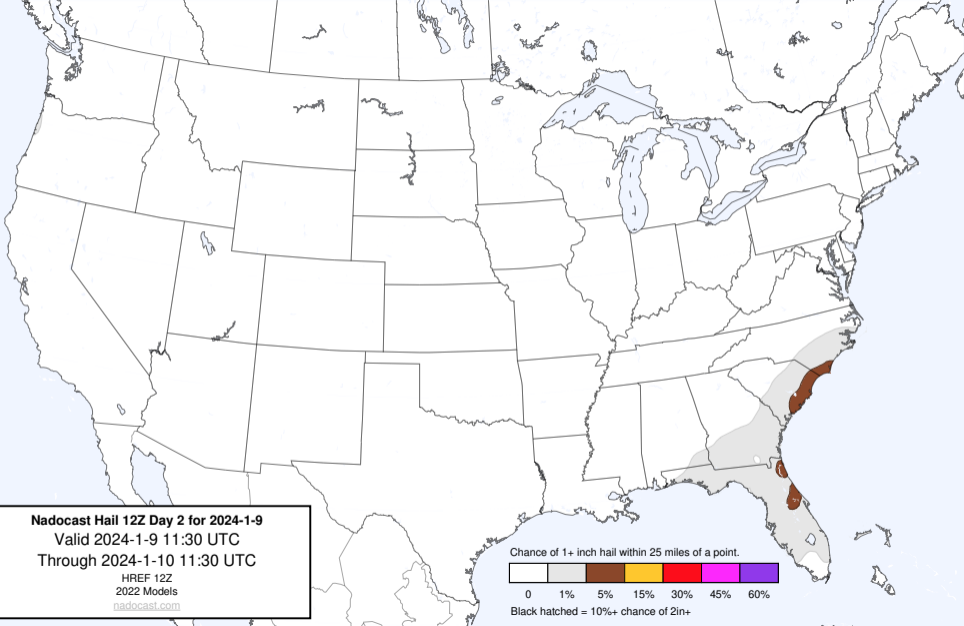 Nadocast Hail 12Z Day 2 for 2024-1-9
Valid 2024-1-9 11:30 UTC
Through 2024-1-10 11:30 UTC
HREF 12Z
2022 Models
nadocast.com
Chance of 1+ inch hail within 25 miles of a point.
0 1% 5% 15% 30% 45% 60%
Black hatched = 10%+ chance of 2in+